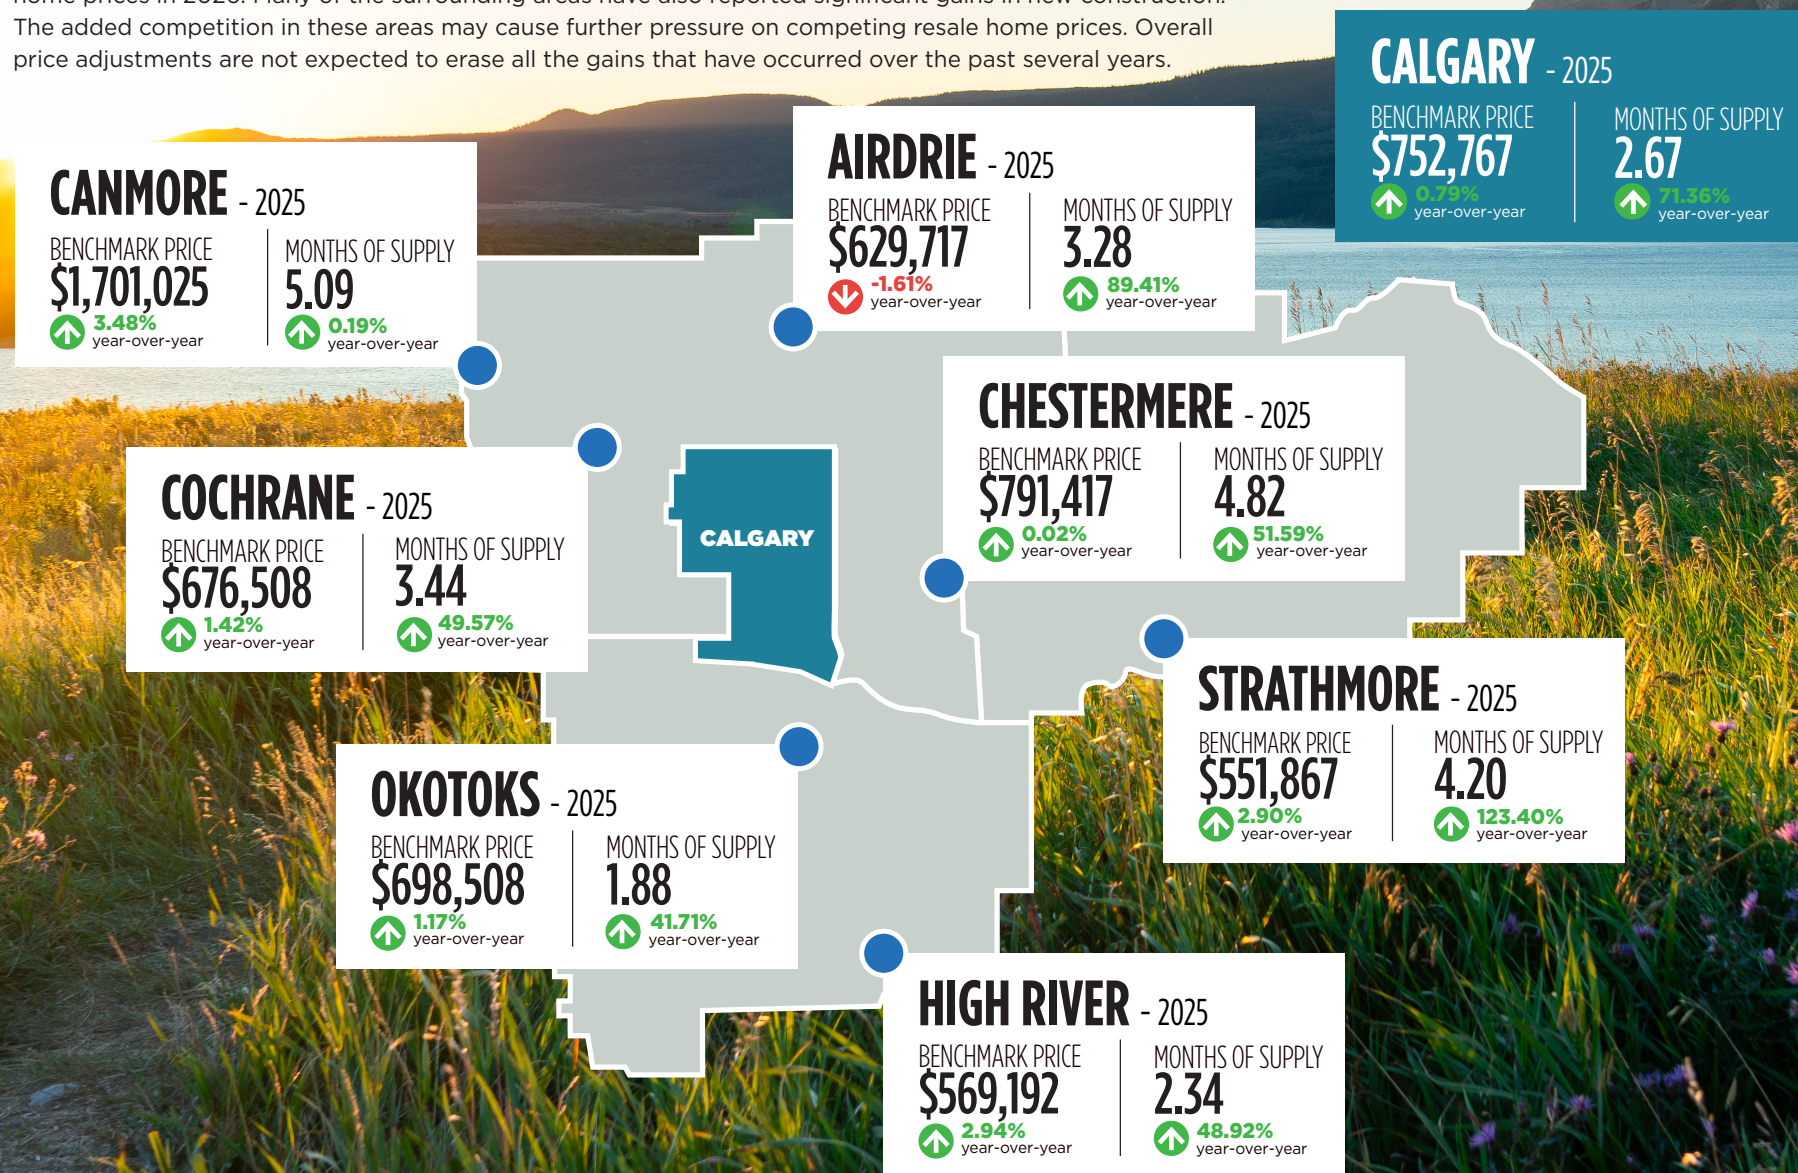 The added competition in these areas may cause further pressure on competing resale home prices. Overall
price adjustments are not expected to erase all the gains that have occurred over the past several years.
CALGARY - 2025
BENCHMARK PRICE
$752,767
0.79%
year-over-year
MONTHS OF SUPPLY
2.67
71.36%
year-over-year
AIRDRIE - 2025
BENCHMARK PRICE
$629,717
-1.61%
year-over-year
MONTHS OF SUPPLY
3.28
89.41%
year-over-year
CANMORE - 2025
BENCHMARK PRICE
$1,701,025
3.48%
year-over-year
MONTHS OF SUPPLY
5.09
0.19%
year-over-year
CHESTERMERE - 2025
BENCHMARK PRICE
$791,417
0.02%
year-over-year
MONTHS OF SUPPLY
4.82
51.59%
year-over-year
COCHRANE - 2025
BENCHMARK PRICE
$676,508
1.42%
year-over-year
MONTHS OF SUPPLY
3.44
49.57%
year-over-year
CALGARY
STRATHMORE - 2025
BENCHMARK PRICE
$551,867
2.90%
year-over-year
MONTHS OF SUPPLY
4.20
123.40%
year-over-year
OKOTOKS - 2025
BENCHMARK PRICE
$698,508
1.17%
year-over-year
MONTHS OF SUPPLY
1.88
41.71%
year-over-year
HIGH RIVER - 2025
BENCHMARK PRICE
$569,192
2.94%
year-over-year
MONTHS OF SUPPLY
2.34
48.92%
year-over-year